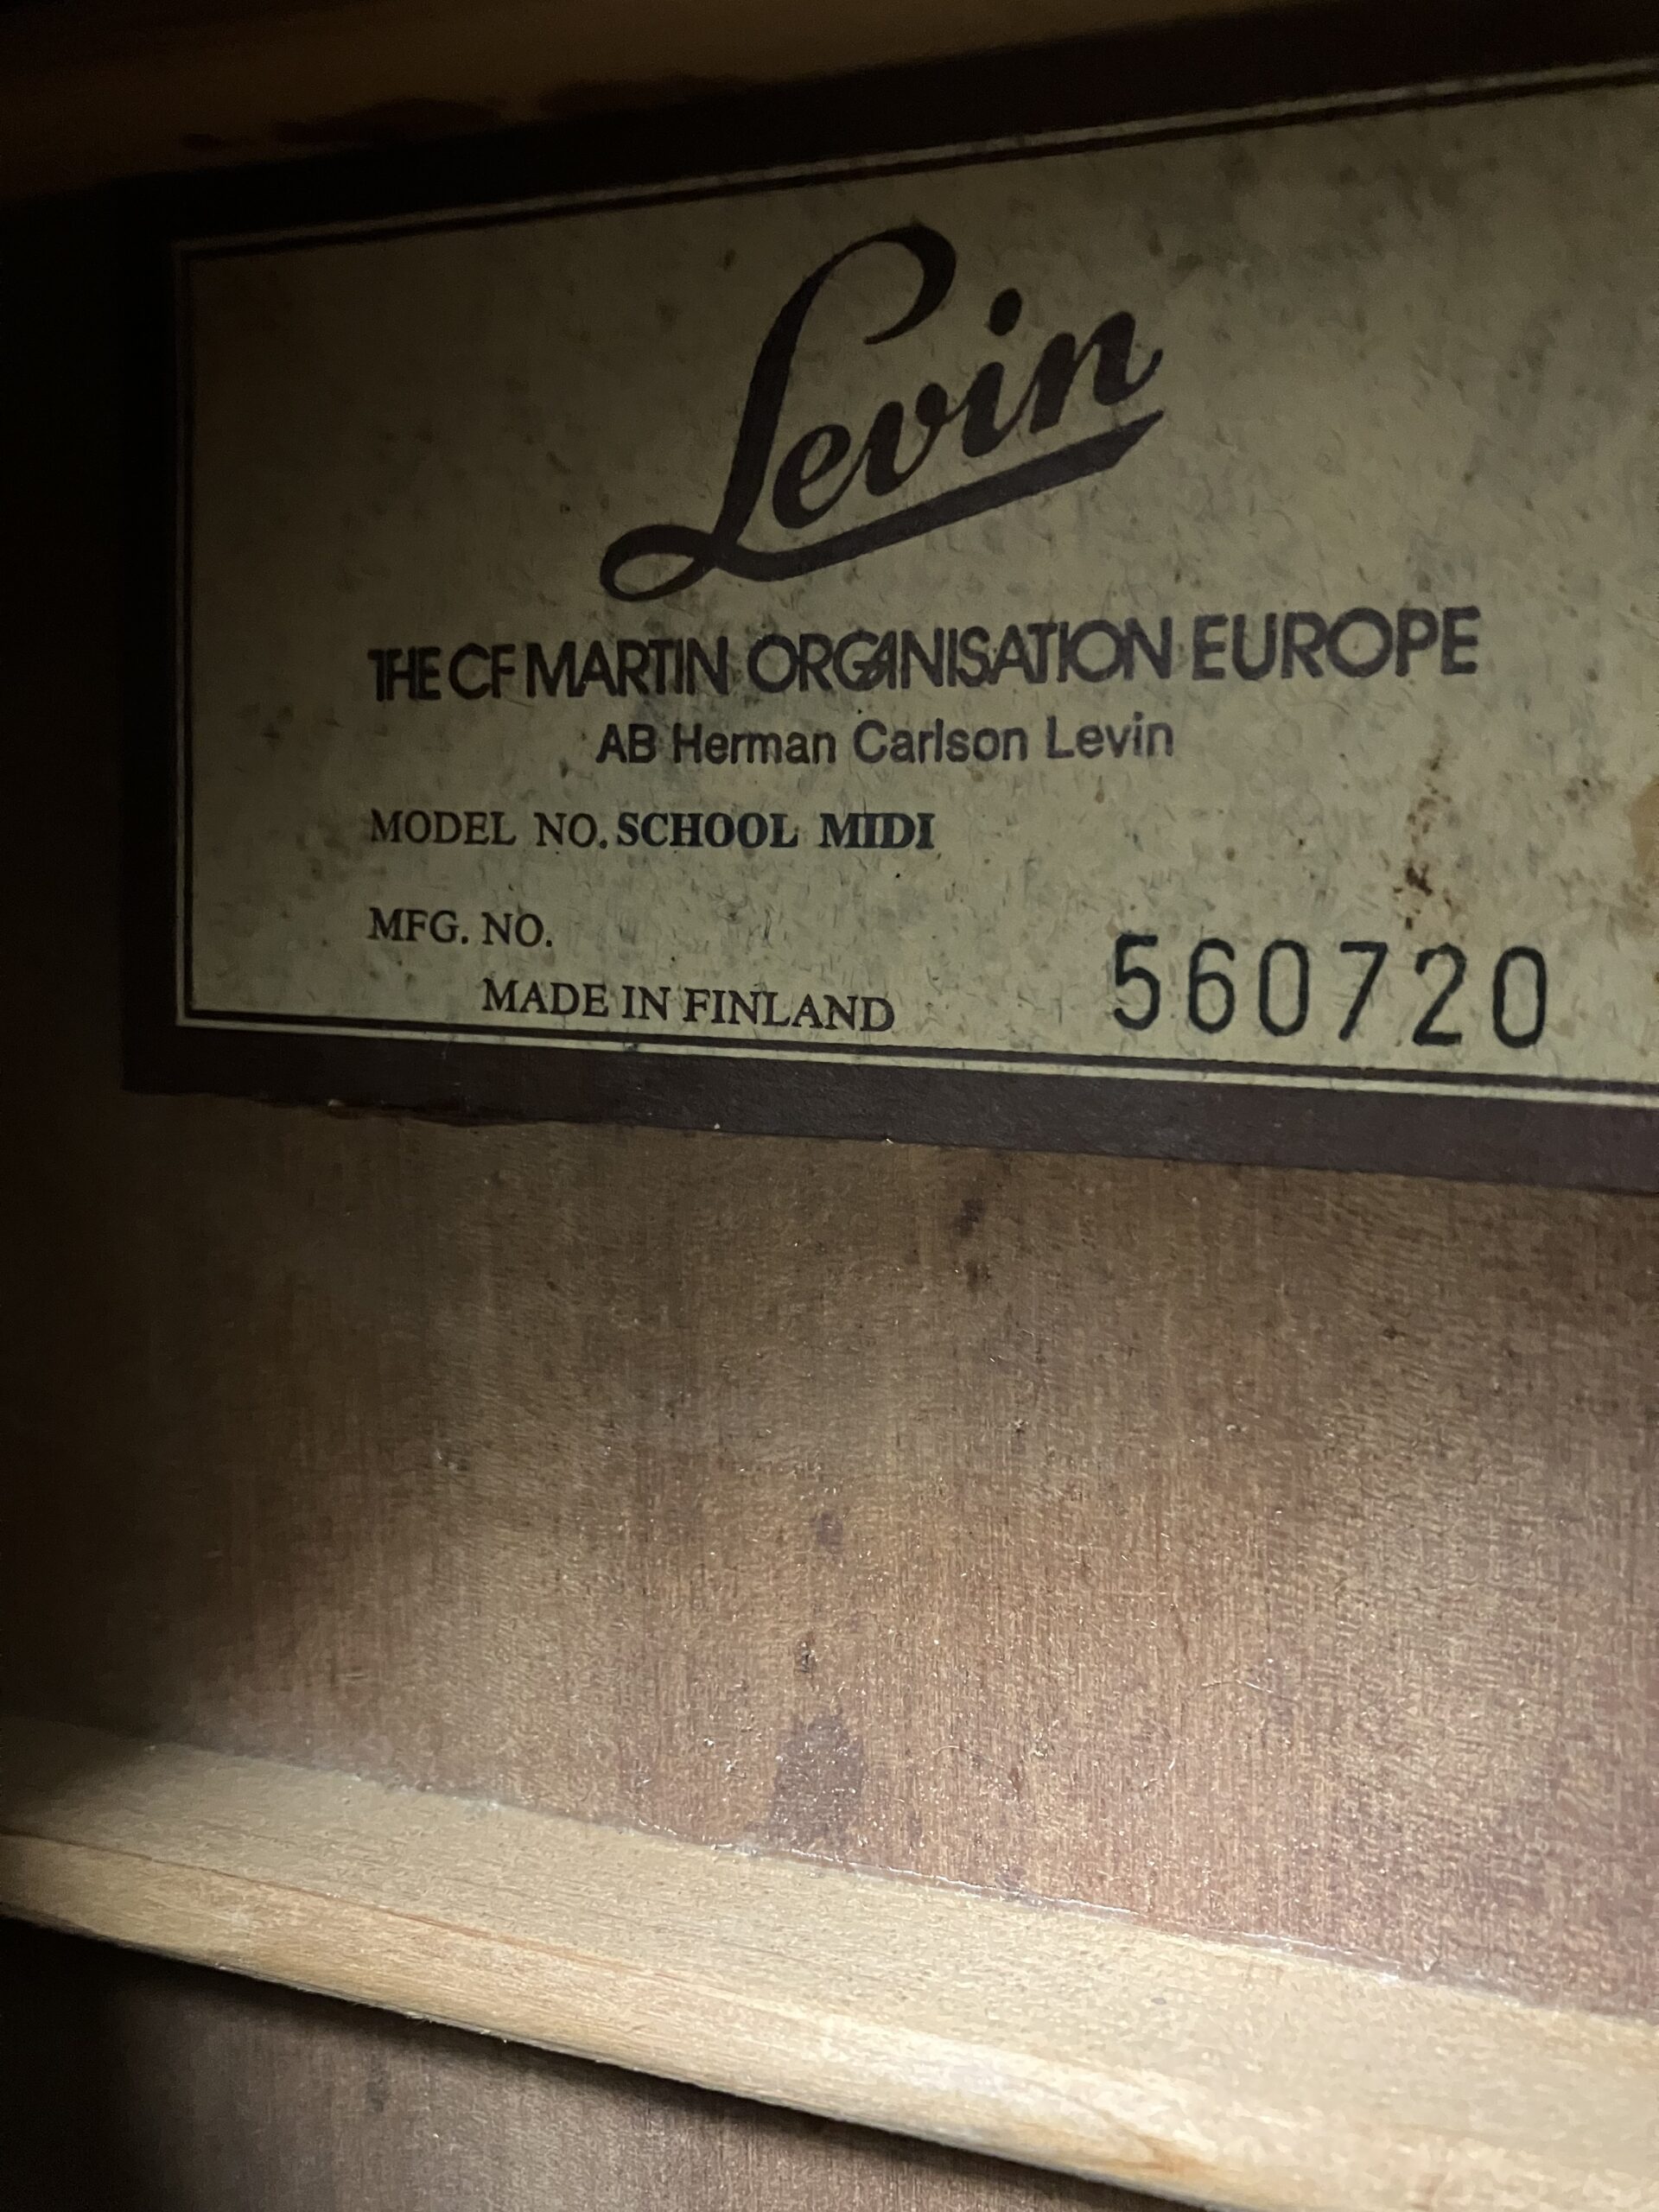 Levin
THE CF MARTIN ORGANISATION EUROPE
AB Herman Carlson Levin
MODEL NO. SCHOOL MIDI
MFG. NO.
MADE IN FINLAND 560720